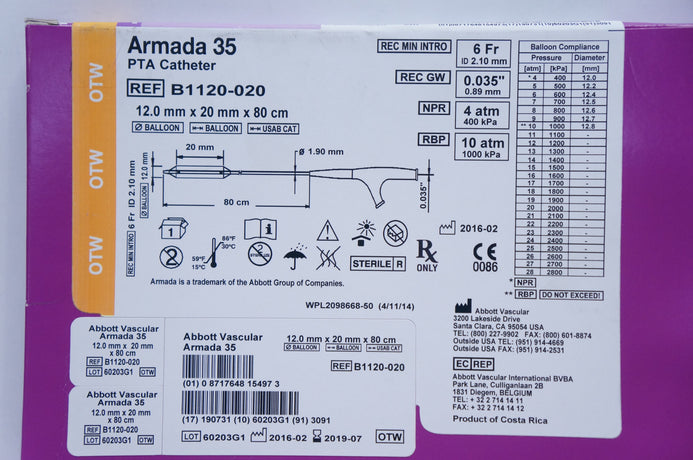 OTW
OTW
OTW
Armada 35
PTA Catheter
REF B1120-020
12.0 mm x 20 mm x 80 cm
BALLOON BALLOON USAB CAT
REC MIN INTRO
6 Fr
ID 2.10 mm
REC GW
0.035"
0.89 mm
NPR
4 atm
400 kPa
RBP
10 atm
1000 kPa
Balloon Compliance
Pressure Diameter
[atm] [kPa] [mm]
* 4 400 12.0
5 500 12.2
6 600 12.4
7 700 12.5
8 800 12.6
9 900 12.7
** 10 1000 12.8
11 1100 -
12 1200 -
13 1300 -
14 1400 -
15 1500 -
16 1600 -
17 1700 -
18 1800 -
19 1900 -
20 2000 -
21 2100 -
22 2200 -
23 2300 -
24 2400 -
25 2500 -
26 2600 -
27 2700 -
28 2800 -
* NPR
** RBP DO NOT EXCEED!
20 mm
ø 1.90 mm
12.0 mm
Ø BALLOON
6 Fr ID 2.10 mm
REC MIN INTRO
80 cm
0.035"
1
2
59°F
15°C
86°F
30°C
2
STERILE R
2016-02
Rx
ONLY
CE
0086
Armada is a trademark of the Abbott Group of Companies.
WPL2098668-50 (4/11/14)
Abbott Vascular
3200 Lakeside Drive
Santa Clara, CA 95054 USA
TEL: (800) 227-9902 FAX: (800) 601-8874
Outside USA TEL: (951) 914-4669
Outside USA FAX: (951) 914-2531
EC REP
Abbott Vascular International BVBA
Park Lane, Culliganlaan 2B
1831 Diegem, BELGIUM
TEL: + 32 2 714 14 11
FAX: + 32 2 714 14 12
Product of Costa Rica
Abbott Vascular
Armada 35
12.0 mm x 20 mm
x 80 cm
REF B1120-020
LOT 60203G1 OTW
Abbott Vascular
Armada 35
12.0 mm x 20 mm
x 80 cm
REF B1120-020
LOT 60203G1 OTW
Abbott Vascular
Armada 35
12.0 mm x 20 mm x 80 cm
Ø BALLOON BALLOON USAB CAT
REF B1120-020
(01) 0 8717648 15497 3
(17) 190731 (10) 60203G1 (91) 3091
LOT 60203G1 2016-02 2019-07 OTW